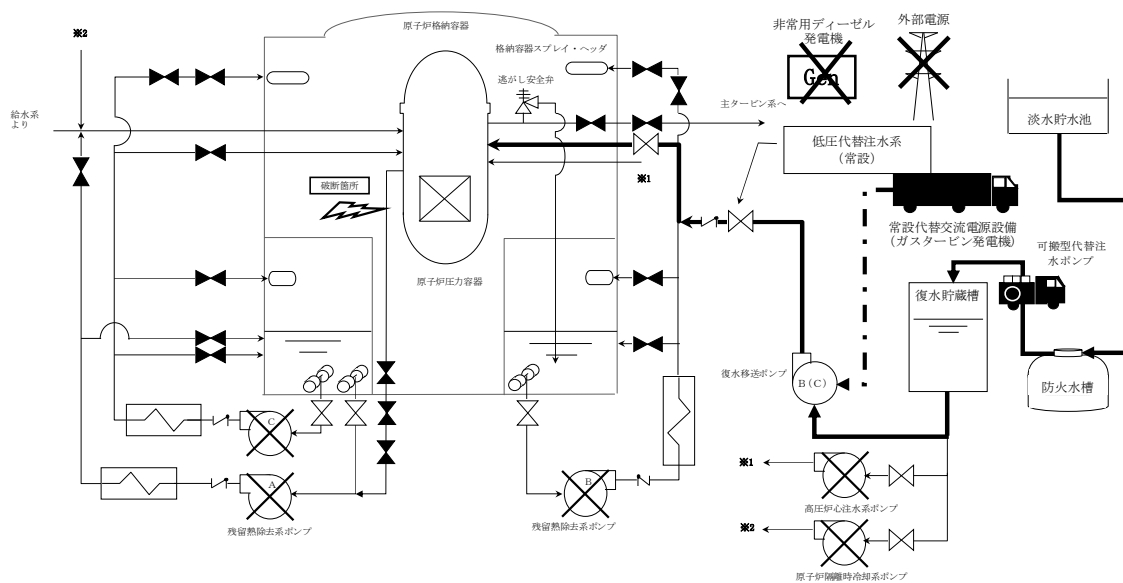 ※2
原子炉格納容器
格納容器スプレイ・ヘッダ
逃がし安全弁
給水系
より
主タービン系へ
※1
破断箇所
原子炉圧力容器
非常用ディーゼル
発電機
Gen
外部電源
淡水貯水池
低圧代替注水系
(常設)
常設代替交流電源設備
(ガスタービン発電機)
可搬型代替注
水ポンプ
復水貯蔵槽
防火水槽
復水移送ポンプ
B(C)
C
A
残留熱除去系ポンプ
B
残留熱除去系ポンプ
※1
高圧炉心注水系ポンプ
※2
原子炉隔離時冷却系ポンプ